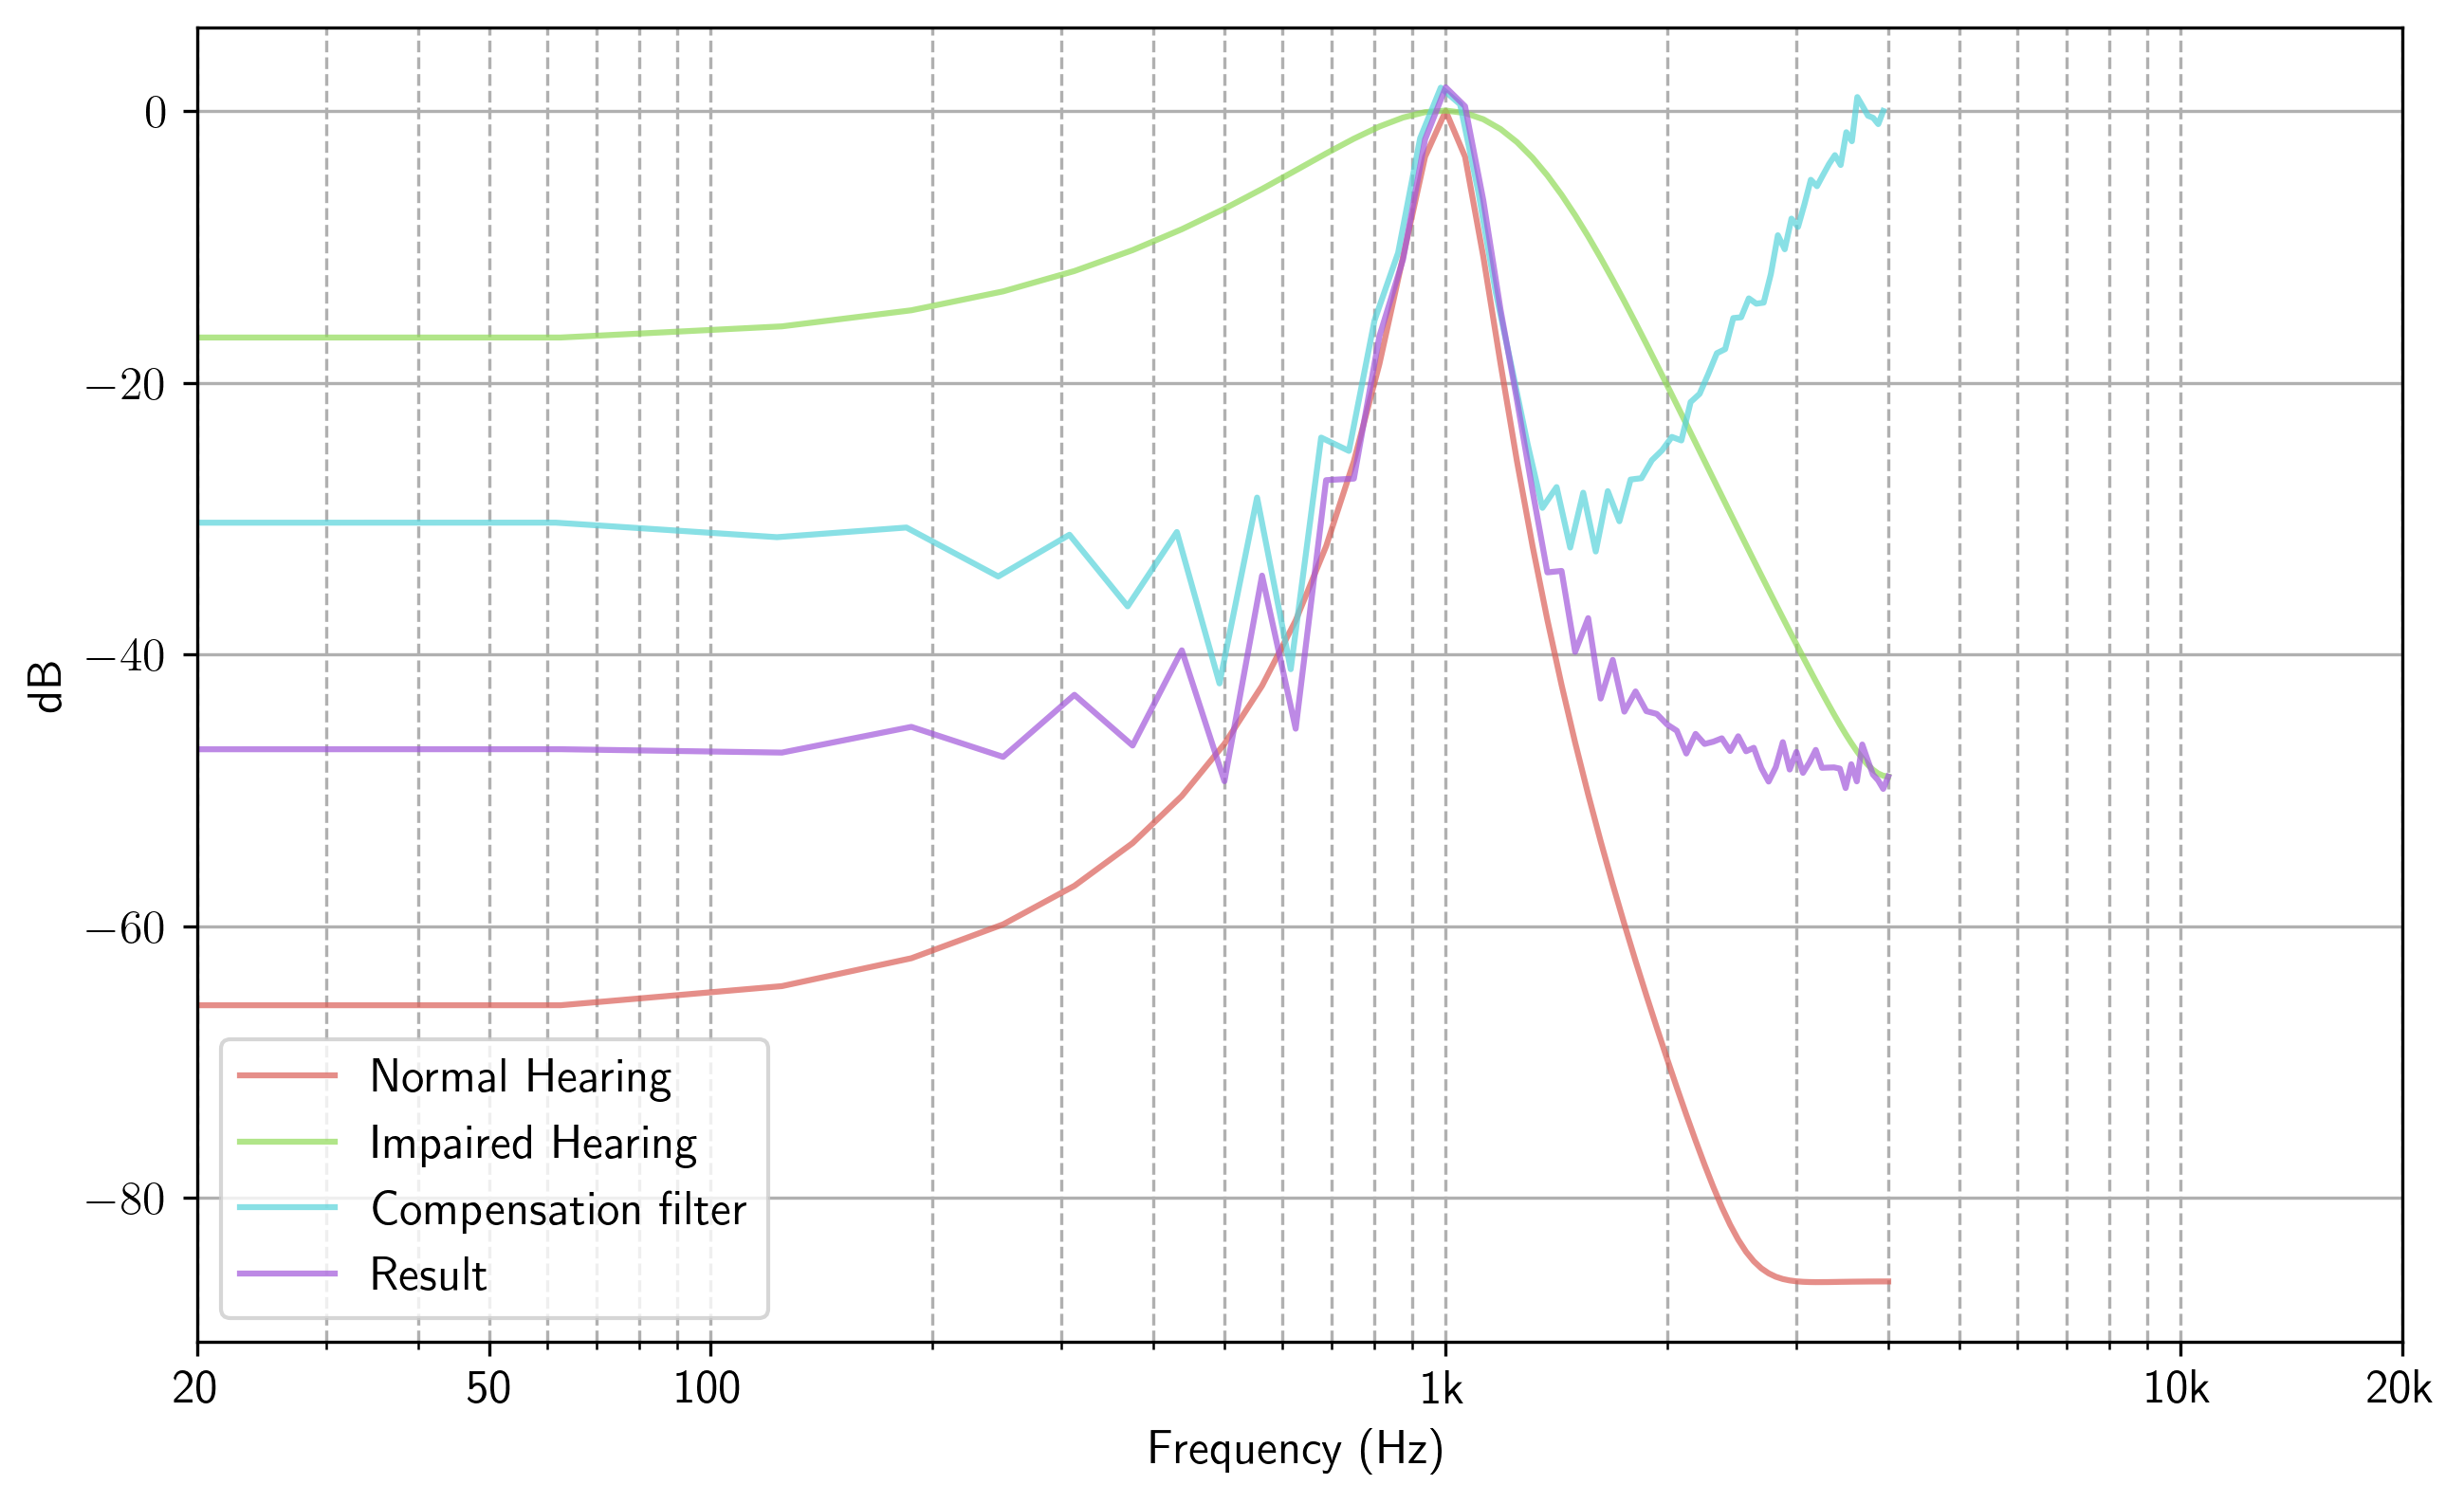 0
−20
−40
−60
−80
dB
Normal Hearing
Impaired Hearing
Compensation filter
Result
20 50 100 1k 10k 20k
Frequency (Hz)